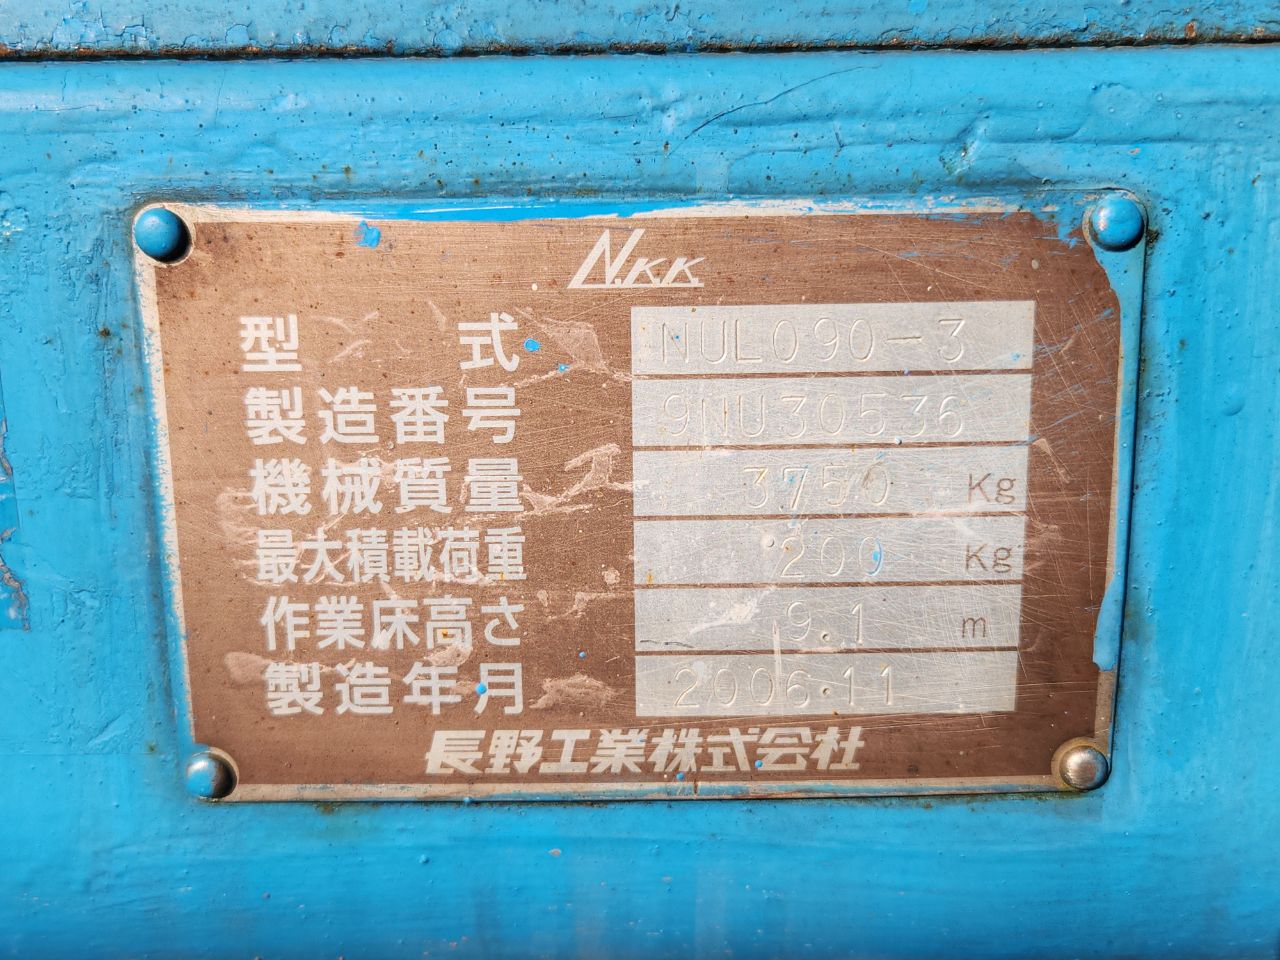 N.KK
型式 NUL090-3
製造番号 9NU30536
機械質量 3750 Kg
最大積載荷重 200 Kg
作業床高さ 9.1 m
製造年月 2006.11
長野工業株式会社